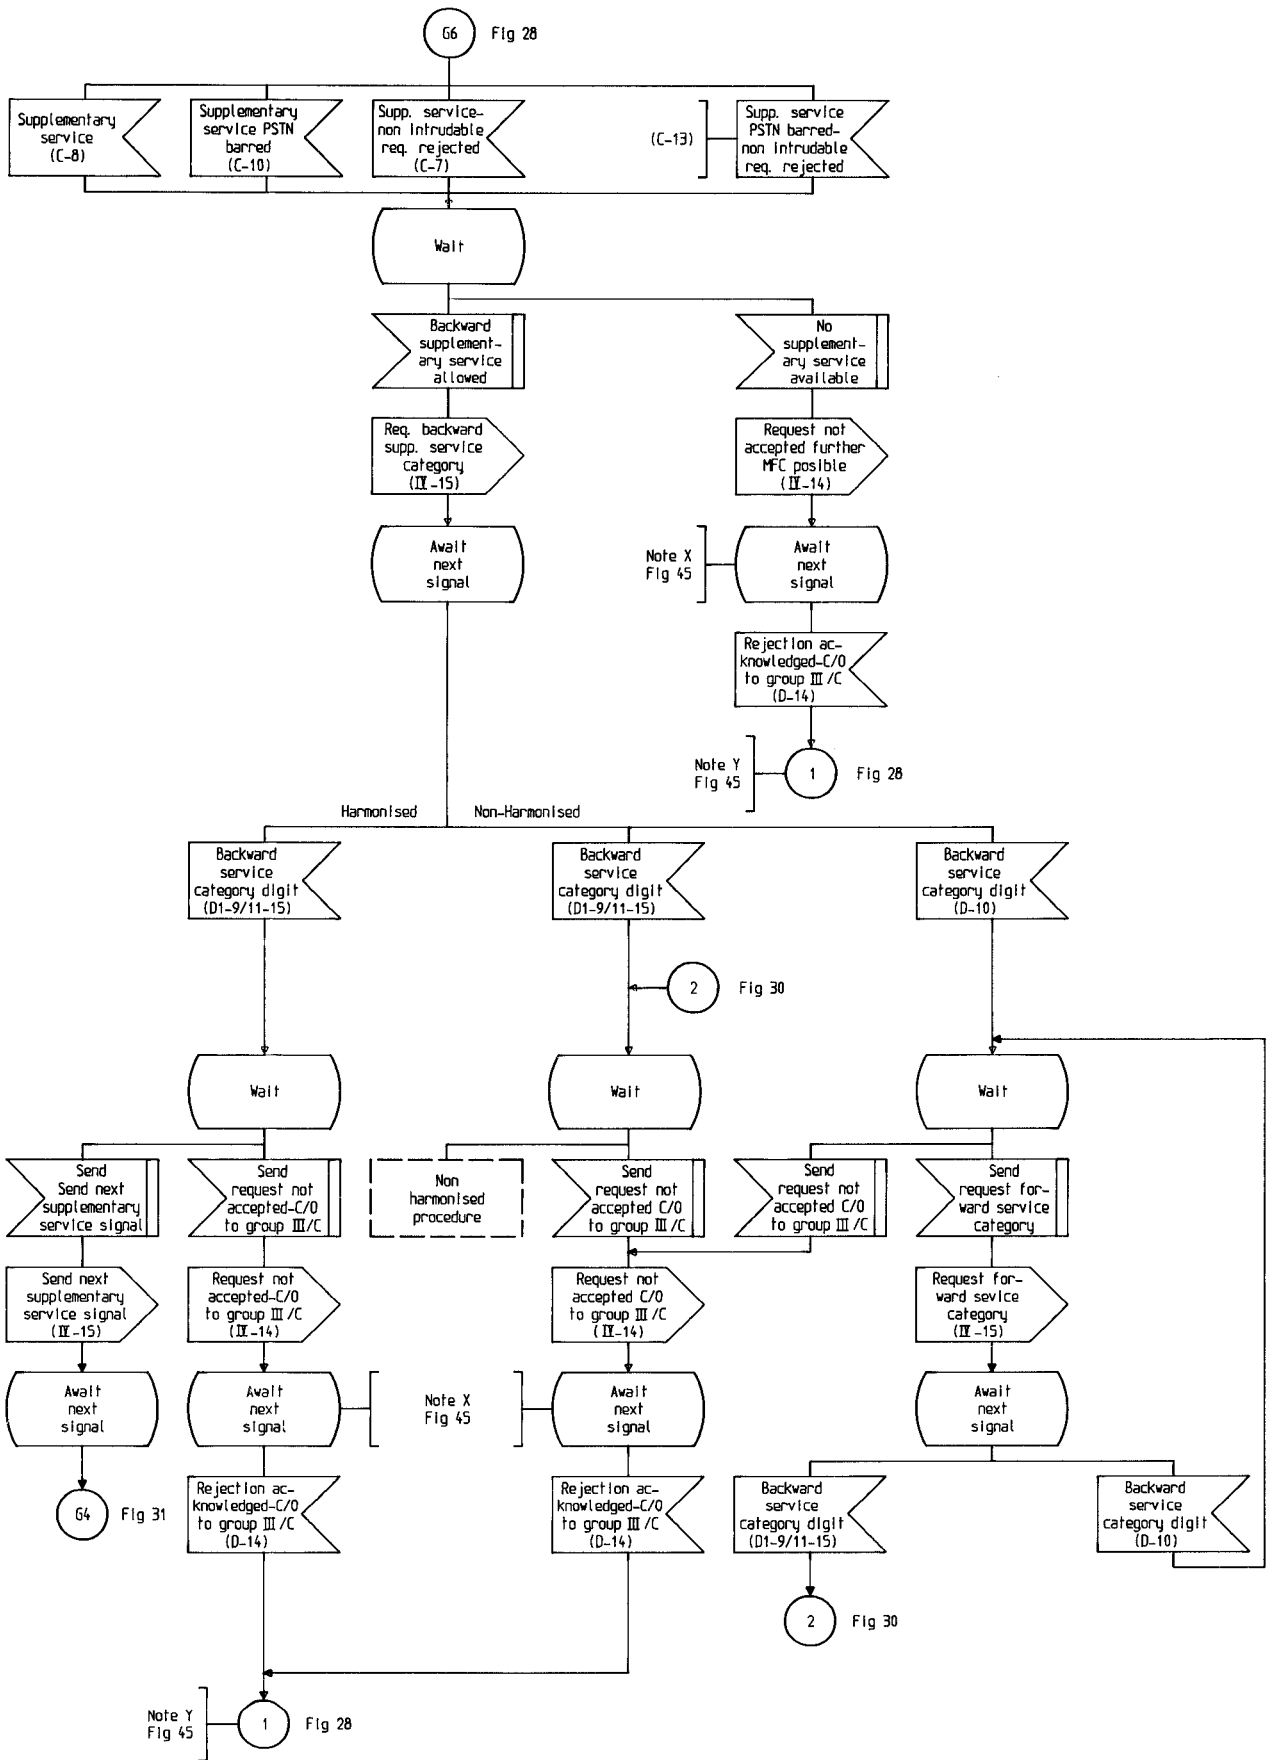 G6
Fig 28
Supplementary
service
(C-8)
Supplementary
service PSTN
barred
(C-10)
Supp. service-
non intrudable
req. rejected
(C-7)
(C-13)
Supp. service
PSTN barred-
non intrudable
req. rejected
Wait
Backward
supplement-
ary service
allowed
No
supplement-
ary service
available
Req. backward
supp. service
category
(IV-15)
Request not
accepted further
MFC posible
(IV-14)
Await
next
signal
Note X
Fig 45
Await
next
signal
Rejection ac-
knowledged-C/O
to group III/C
(D-14)
Note Y
Fig 45
1
Fig 28
Harmonised
Non-Harmonised
Backward
service
category digit
(D1-9/11-15)
Backward
service
category digit
(D1-9/11-15)
Backward
service
category digit
(D-10)
2
Fig 30
Wait
Wait
Wait
Send
Send next
supplementary
service signal
Send
request not
accepted-C/O
to group III/C
Non
harmonised
procedure
Send
request not
accepted C/O
to group III/C
Send
request not
accepted C/O
to group III/C
Send
request for-
ward service
category
Send next
supplementary
service signal
(IV-15)
Request not
accepted-C/O
to group III/C
(IV-14)
Request not
accepted C/O
to group III/C
(IV-14)
Request for-
ward sevice
category
(IV-15)
Await
next
signal
Await
next
signal
Note X
Fig 45
Await
next
signal
Await
next
signal
G4
Fig 31
Rejection ac-
knowledged-C/O
to group III/C
(D-14)
Rejection ac-
knowledged-C/O
to group III/C
(D-14)
Backward
service
category digit
(D1-9/11-15)
Backward
service
category digit
(D-10)
2
Fig 30
Note Y
Fig 45
1
Fig 28